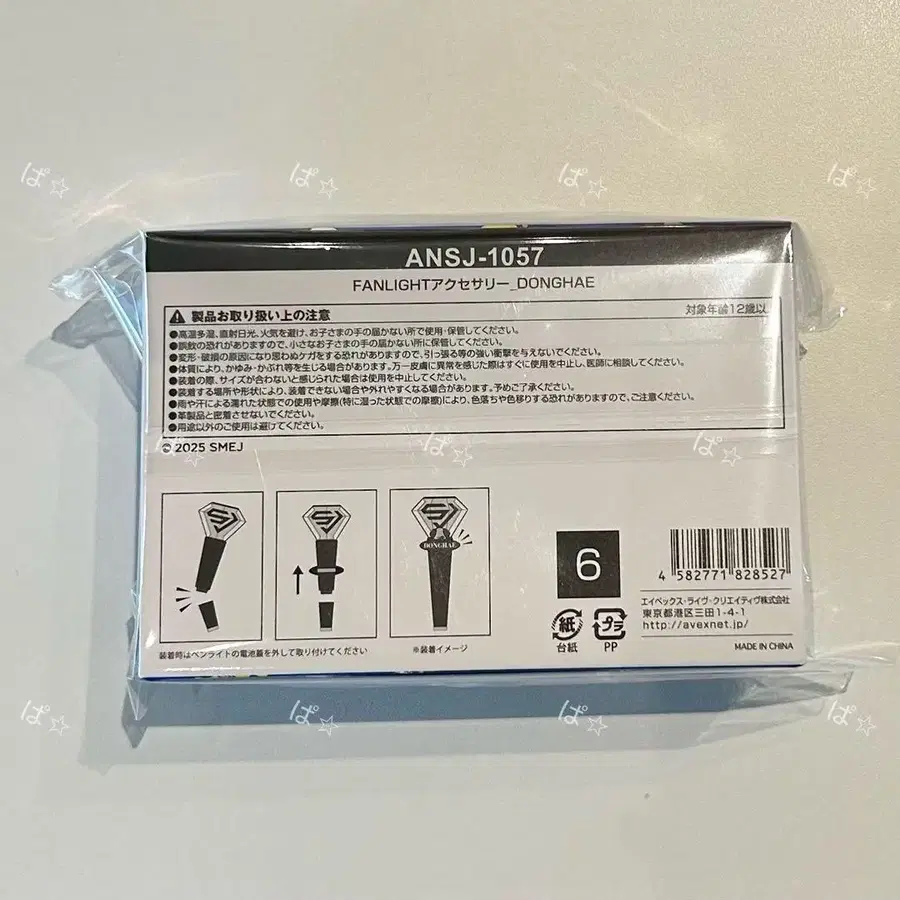 ANSJ-1057
FANLIGHTアクセサリー_DONGHAE
製品お取り扱い上の注意
対象年齢12歳以
●高温多湿、直射日光、火気を避け、お子さまの手の届かない所で使用・保管してください。
●誤飲の恐れがありますので、小さなお子さまの手の届かない所に保管してください。
●変形・破損の原因になり思わぬケガをする恐れがありますので、引っ張る等の強い衝撃を与えないでください。
●体質により、かゆみ・かぶれ等を生じる場合があります。万一皮膚に異常を感じた際はすぐに使用を中止し、医師に相談してください。
●装着の際、サイズが合わないと感じられた場合は使用を中止してください。
●装着する場所や形状により、装着できない場合や外れやすくなる場合があります。予めご了承ください。
●雨や汗による濡れた状態での使用や摩擦(特に湿った状態での摩擦)により、色落ちや色移りする恐れがありますので、ご注意ください。
●革製品と密着させないでください。
●用途以外のご使用は避けてください。
© 2025 SMEJ
DONGHAE
装着時はペンライトの電池蓋を外して取り付けてください
※装着イメージ
6
紙
台紙
プラ
PP
4 582771 828527
エイベックス・ライヴ・クリエイティヴ株式会社
東京都港区三田1-4-1
http://avexnet.jp/
MADE IN CHINA
ぱ☆
ぱ☆
ぱ☆
ぱ☆
ぱ☆
ぱ☆
ぱ☆
ぱ☆
ぱ☆
ぱ☆
ぱ☆